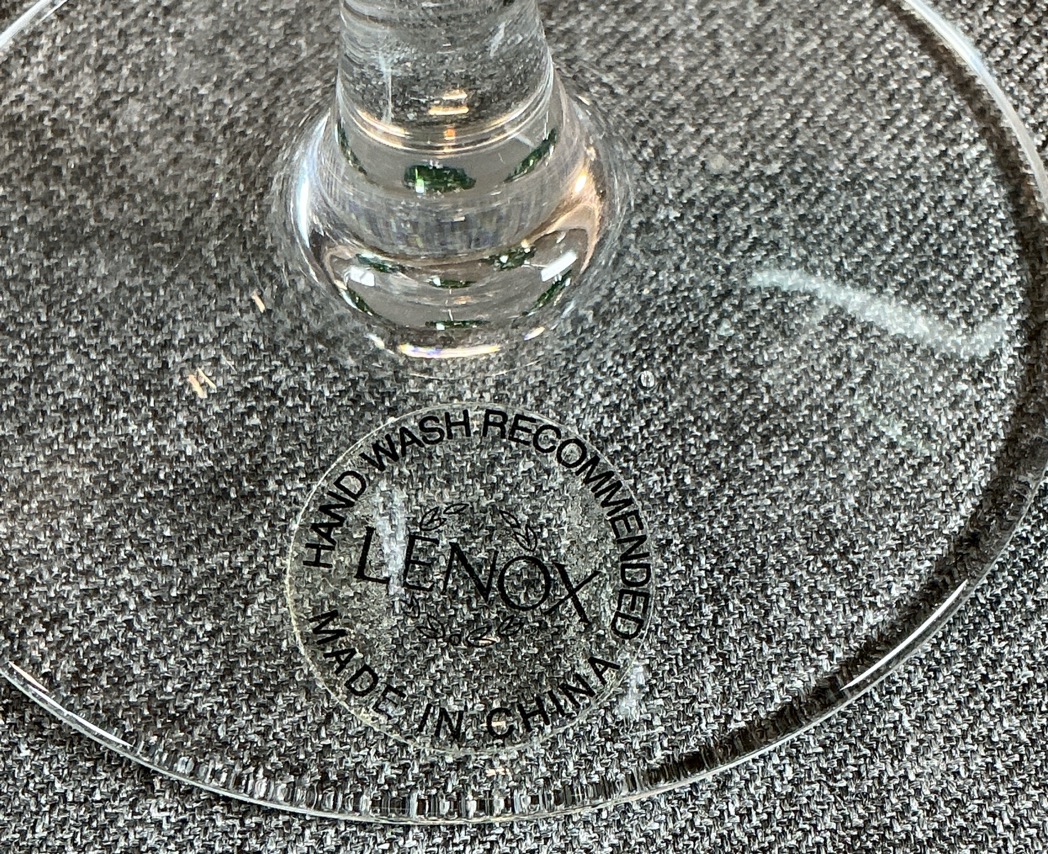 HAND WASH RECOMMENDED
LENOX
MADE IN CHINA